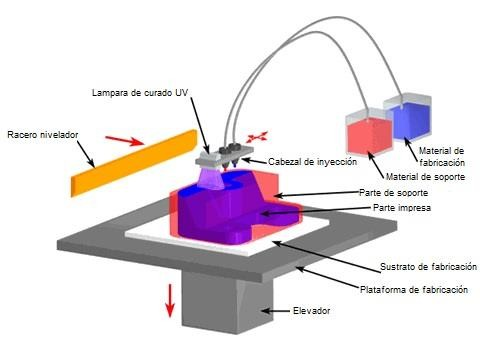 Lampara de curado UV
Racero nivelador
Cabezal de inyección
Material de
fabricación
Material de soporte
Parte de soporte
Parte impresa
Sustrato de fabricación
Plataforma de fabricación
Elevador